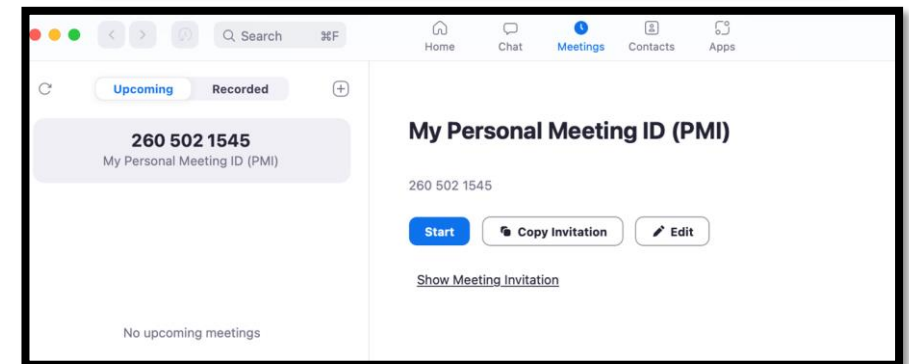 Search ⌘F
Home Chat Meetings Contacts Apps
Upcoming Recorded
260 502 1545
My Personal Meeting ID (PMI)
No upcoming meetings
My Personal Meeting ID (PMI)
260 502 1545
Start Copy Invitation Edit
Show Meeting Invitation